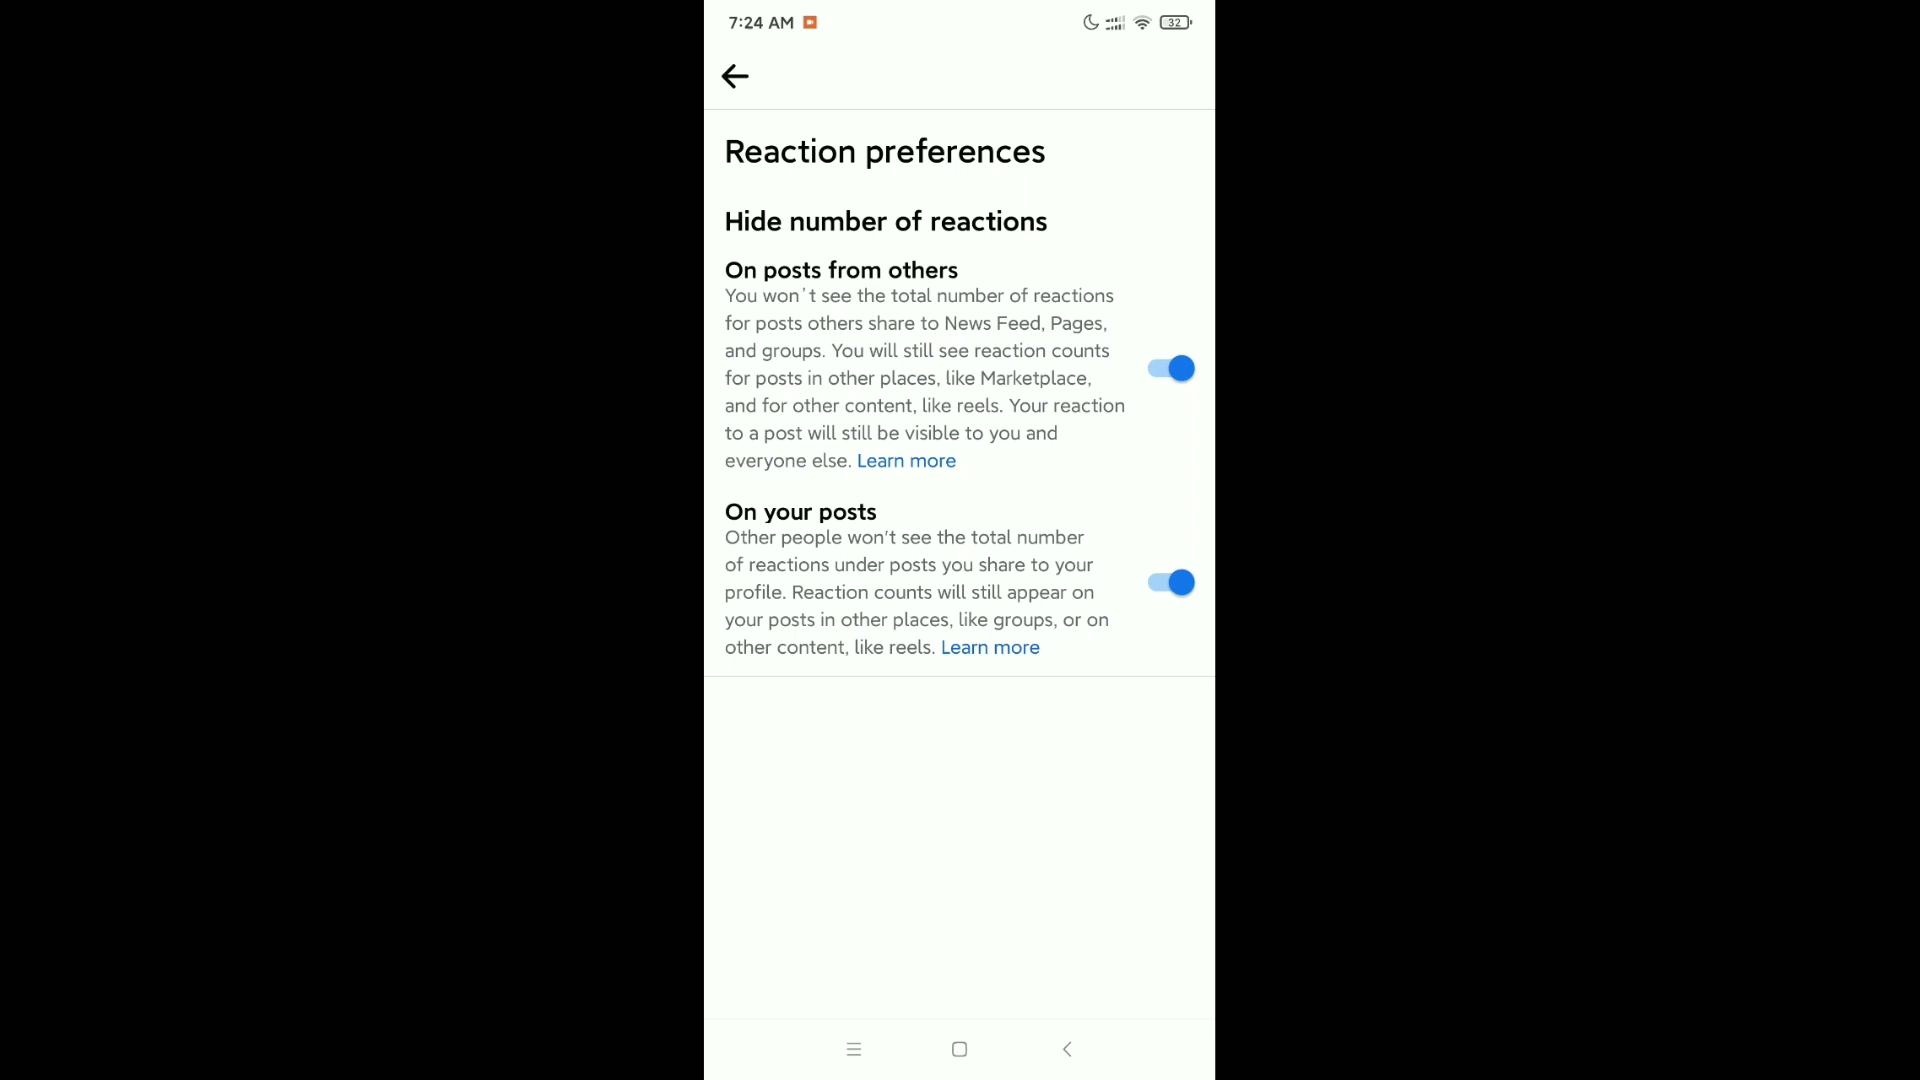 7:24 AM
32
Reaction preferences
Hide number of reactions
On posts from others
You won't see the total number of reactions
for posts others share to News Feed, Pages,
and groups. You will still see reaction counts
for posts in other places, like Marketplace,
and for other content, like reels. Your reaction
to a post will still be visible to you and
everyone else. Learn more
On your posts
Other people won't see the total number
of reactions under posts you share to your
profile. Reaction counts will still appear on
your posts in other places, like groups, or on
other content, like reels. Learn more